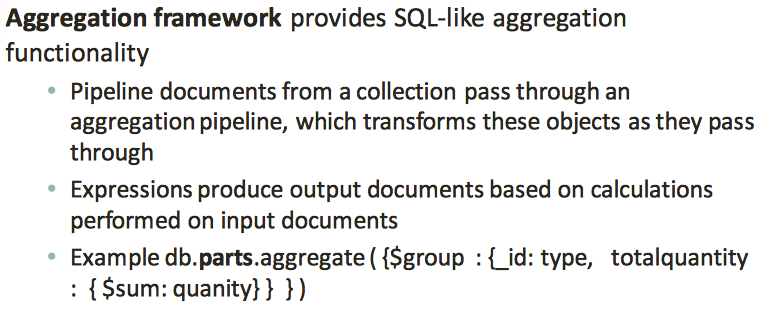 Aggregation framework provides SQL-like aggregation
functionality
• Pipeline documents from a collection pass through an
aggregation pipeline, which transforms these objects as they pass
through
• Expressions produce output documents based on calculations
performed on input documents
• Example db.parts.aggregate ( {$group : {_id: type, totalquantity
: { $sum: quanity} } } )